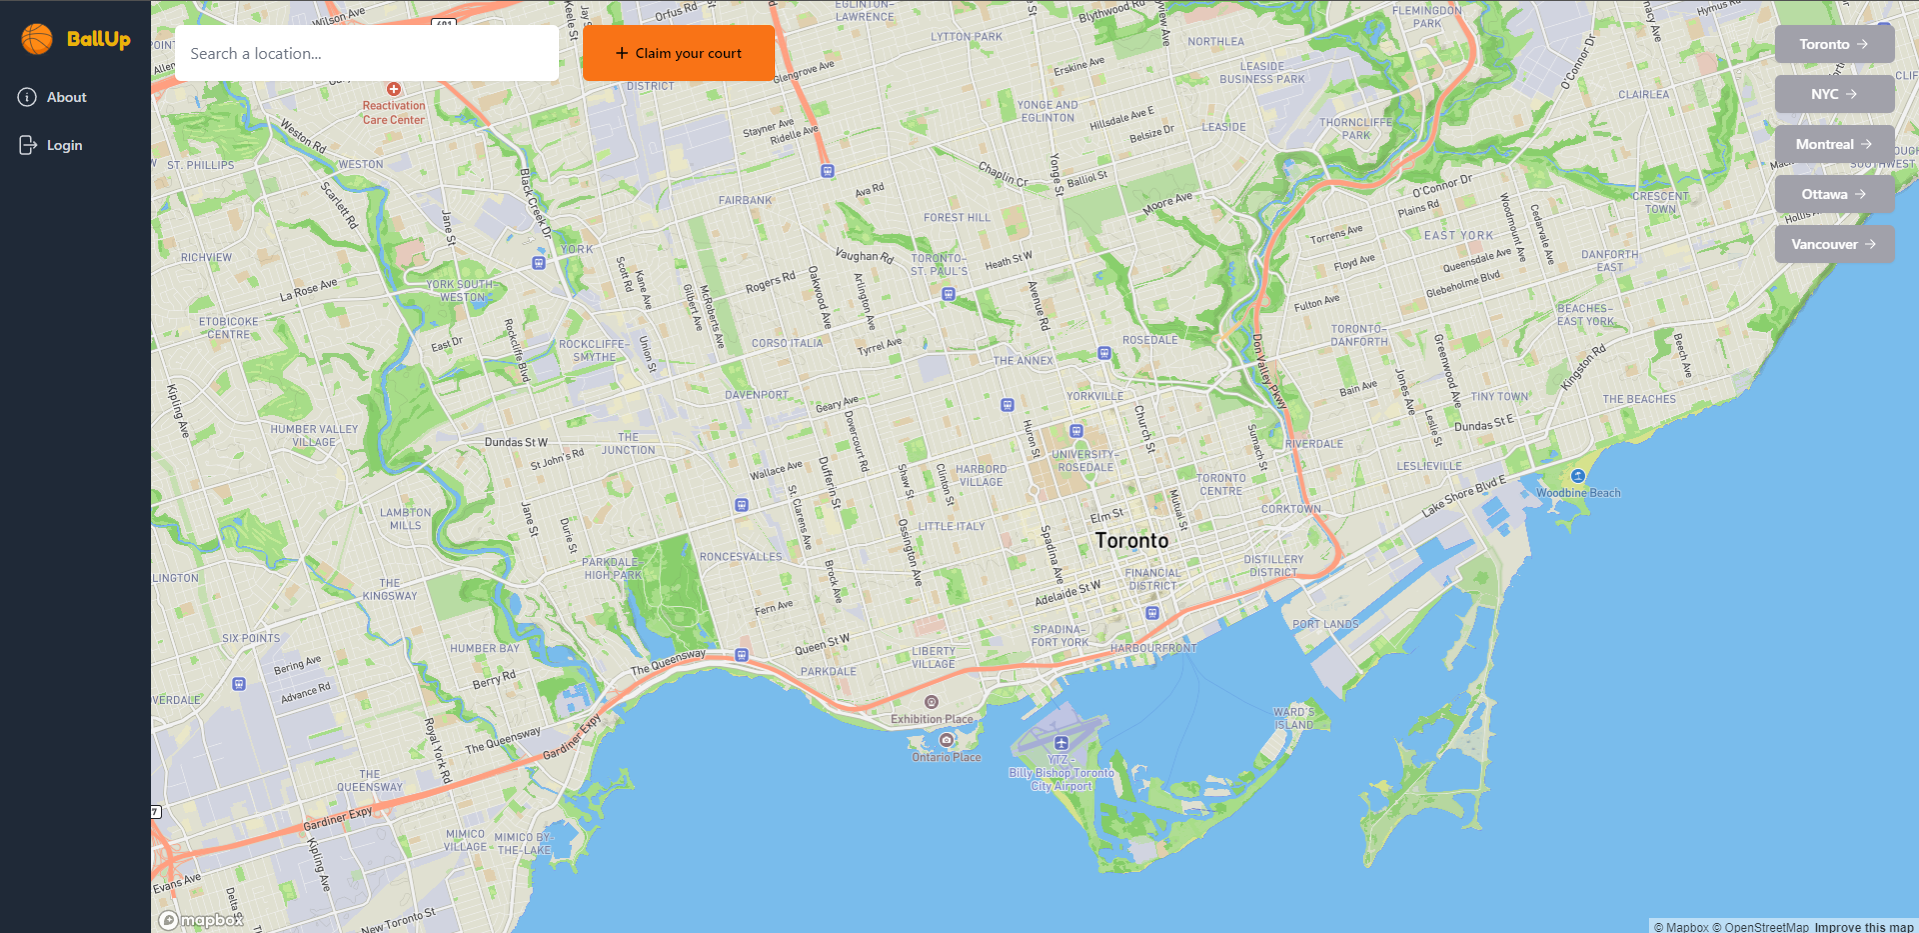 BallUp
About
Login
Search a location...
+ Claim your court
Toronto →
NYC →
Montreal →
Ottawa →
Vancouver →
Wilson Ave
Orfus Rd
Keele St
EGLINTON-
LAWRENCE
LYTTON PARK
Blythwood Rd
NORTHLEA
FLEMINGDON
PARK
Hymus Rd
O'Connor Dr
Glengrove Ave
Erskine Ave
LEASIDE
BUSINESS PARK
DISTRICT
CLAIRLEA
Reactivation
Care Center
YONGE AND
EGLINTON
Hillsdale Ave E
Belsize Dr
LEASIDE
THORNCLIFFE
PARK
Stayner Ave
Ridelle Ave
Weston Rd
ST. PHILLIPS
WESTON
Black Creek Dr
Scarlett Rd
Jane St
Ava Rd
Chaplin Cr
Yonge St
Balliol St
Moore Ave
O'Connor Dr
Plains Rd
CRESCENT
TOWN
FAIRBANK
FOREST HILL
Torrens Ave
EAST YORK
Woodmount Ave
Cedarvale Ave
RICHVIEW
YORK
Vaughan Rd
TORONTO-
ST. PAUL'S
Heath St W
Floyd Ave
Queensdale Ave
DANFORTH
EAST
La Rose Ave
YORK SOUTH-
WESTON
Scott Rd
Kane Ave
Gilbert Ave
McRoberts Ave
Rogers Rd
Oakwood Ave
Arlington Ave
Avenue Rd
Fulton Ave
Glebeholme Blvd
ETOBICOKE
CENTRE
East Dr
Rockcliffe Blvd
ROCKCLIFFE-
SMYTHE
Union St
CORSO ITALIA
Tyrrel Ave
THE ANNEX
ROSEDALE
Don Valley Pkwy
TORONTO-
DANFORTH
BEACHES-
EAST YORK
Beech Ave
Kingston Rd
Greenwood Ave
Jones Ave
Bain Ave
TINY TOWN
THE BEACHES
Kipling Ave
DAVENPORT
Geary Ave
Dovercourt Rd
YORKVILLE
Church St
Huron St
Sumach St
Leslie St
Dundas St E
HUMBER VALLEY
VILLAGE
Dundas St W
St John's Rd
THE
JUNCTION
Wallace Ave
Dufferin St
Shaw St
Clinton St
HARBORD
VILLAGE
UNIVERSITY-
ROSEDALE
RIVERDALE
TORONTO
CENTRE
LESLIEVILLE
Lake Shore Blvd E
Woodbine Beach
LAMBTON
MILLS
Jane St
Durie St
St. Clarens Ave
Ossington Ave
LITTLE ITALY
Spadina Ave
Elm St
Mutual St
CORKTOWN
Toronto
PARKDALE-
HIGH PARK
RONCESVALLES
Brock Ave
FINANCIAL
DISTRICT
DISTILLERY
DISTRICT
LINGTON
THE
KINGSWAY
Fern Ave
Adelaide St W
Queen St W
SPADINA-
FORT YORK
HARBOURFRONT
PORT LANDS
SIX POINTS
HUMBER BAY
The Queensway
PARKDALE
LIBERTY
VILLAGE
Bering Ave
Advance Rd
Berry Rd
OVERDALE
Exhibition Place
WARD'S
ISLAND
Royal York Rd
The Queensway
Gardiner Expy
Ontario Place
YTZ -
Billy Bishop Toronto
City Airport
THE
QUEENSWAY
7
Gardiner Expy
Kipling Ave
MIMICO
VILLAGE
MIMICO BY-
THE-LAKE
Evans Ave
Delta St
New Toronto St
mapbox
© Mapbox © OpenStreetMap Improve this map